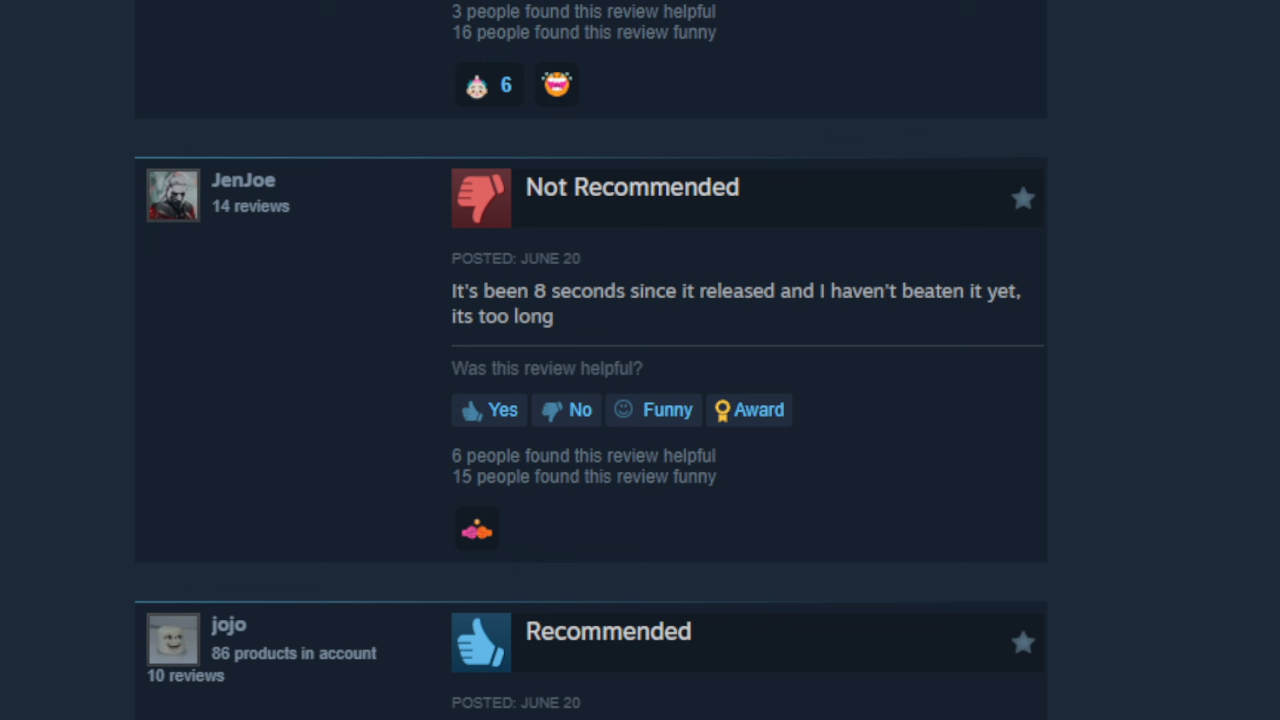 3 people found this review helpful
16 people found this review funny
6
JenJoe
14 reviews
Not Recommended
POSTED: JUNE 20
It's been 8 seconds since it released and I haven't beaten it yet,
its too long
Was this review helpful?
Yes No Funny Award
6 people found this review helpful
15 people found this review funny
jojo
86 products in account
10 reviews
Recommended
POSTED: JUNE 20